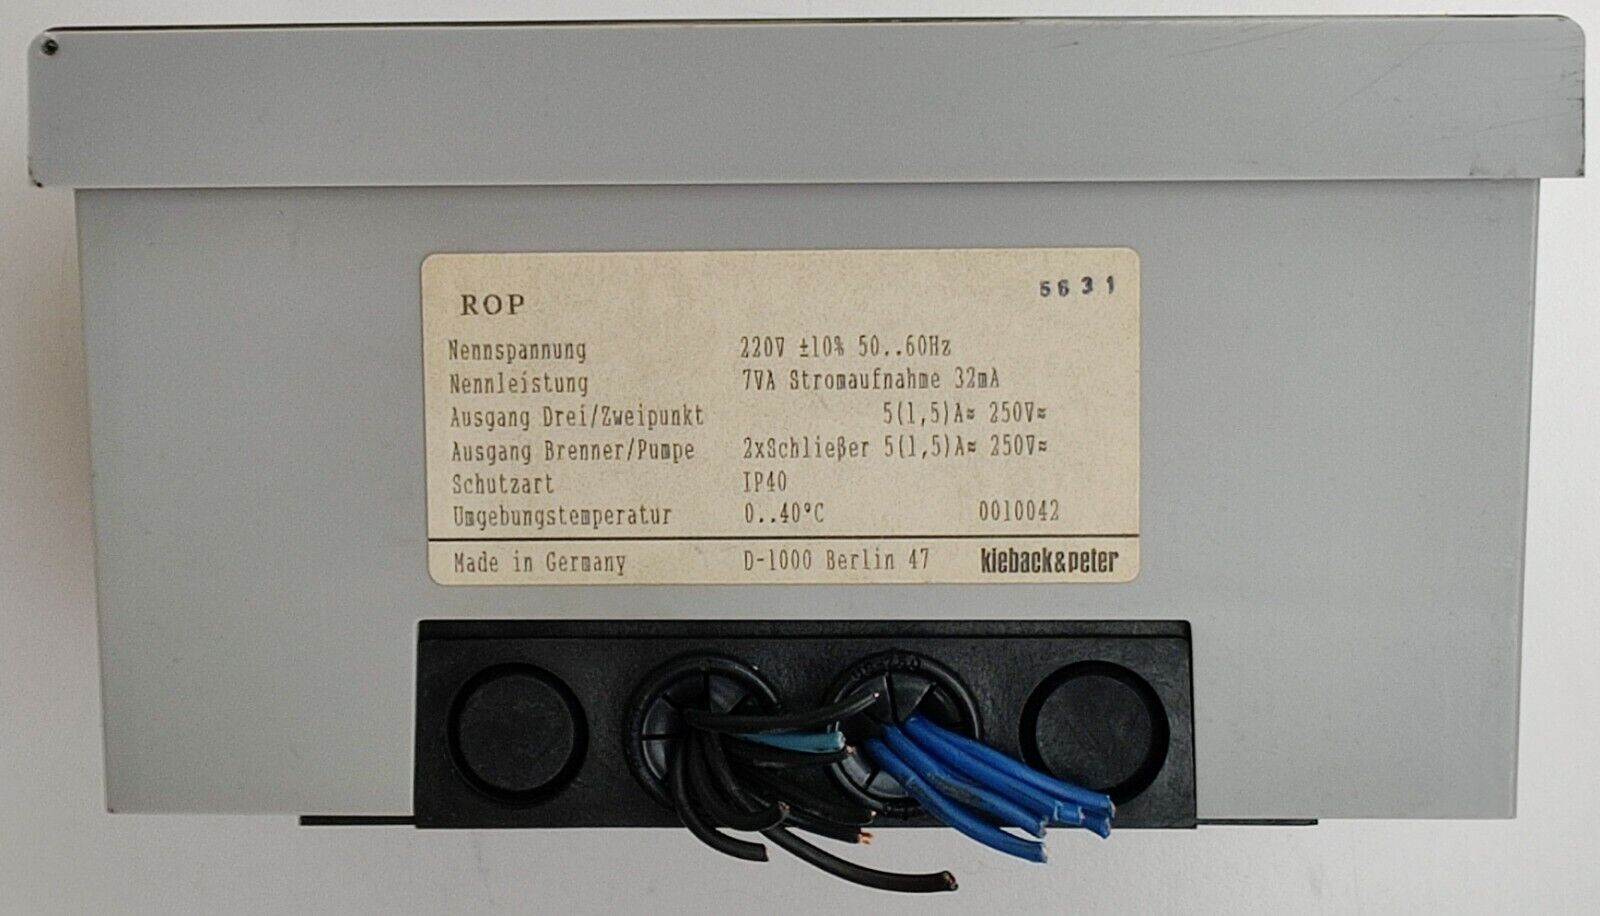 ROP 5631
Nennspannung 220V ±10% 50..60Hz
Nennleistung 7VA Stromaufnahme 32mA
Ausgang Drei/Zweipunkt 5(1,5)A≂ 250V≂
Ausgang Brenner/Pumpe 2xSchließer 5(1,5)A≂ 250V≂
Schutzart IP40
Umgebungstemperatur 0..40°C 0010042
Made in Germany D-1000 Berlin 47 kieback&peter